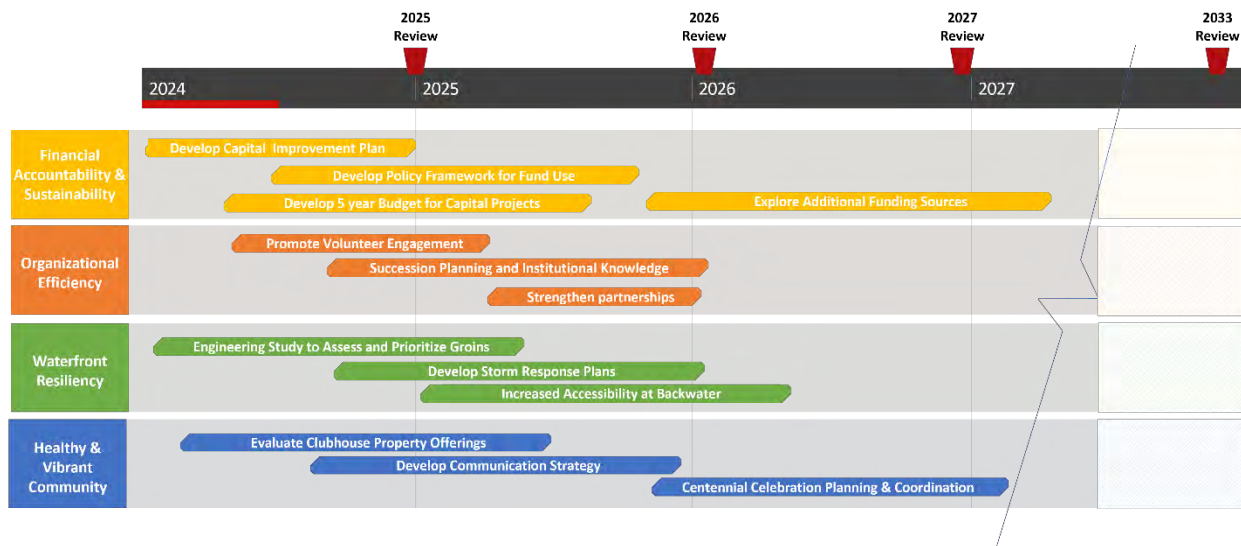 2025
Review
2026
Review
2027
Review
2033
Review
2024
2025
2026
2027
Financial
Accountability &
Sustainability
Develop Capital Improvement Plan
Develop Policy Framework for Fund Use
Develop 5 year Budget for Capital Projects
Explore Additional Funding Sources
Organizational
Efficiency
Promote Volunteer Engagement
Succession Planning and Institutional Knowledge
Strengthen partnerships
Waterfront
Resiliency
Engineering Study to Assess and Prioritize Groins
Develop Storm Response Plans
Increased Accessibility at Backwater
Healthy &
Vibrant
Community
Evaluate Clubhouse Property Offerings
Develop Communication Strategy
Centennial Celebration Planning & Coordination